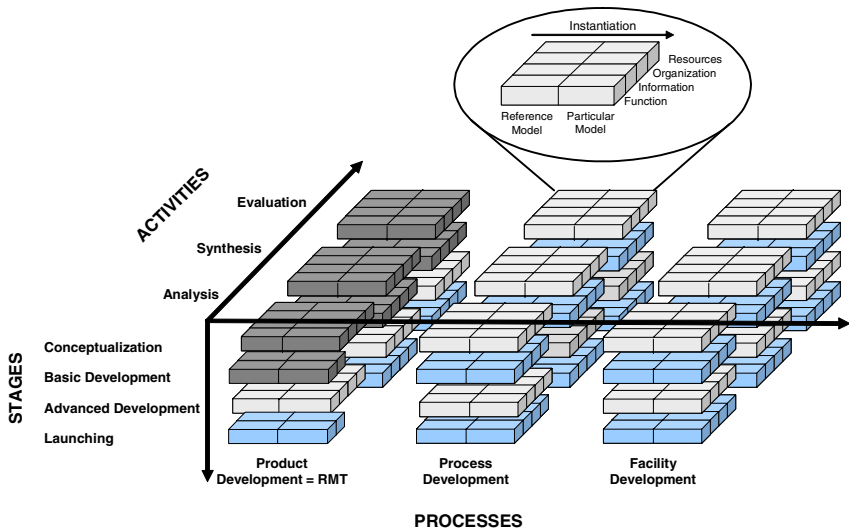 Instantiation
Resources
Organization
Information
Function
Reference
Model
Particular
Model
ACTIVITIES
Evaluation
Synthesis
Analysis
STAGES
Conceptualization
Basic Development
Advanced Development
Launching
Product
Development = RMT
Process
Development
Facility
Development
PROCESSES